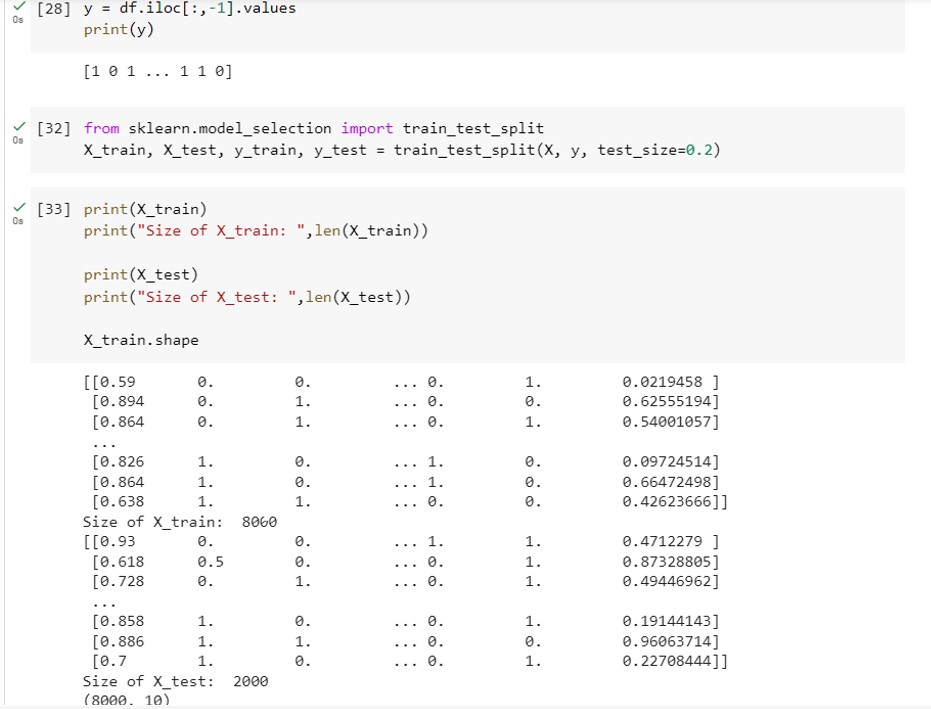 [28] y = df.iloc[:,-1].values
0s
print(y)
[1 0 1 ... 1 1 0]
[32] from sklearn.model_selection import train_test_split
0s
X_train, X_test, y_train, y_test = train_test_split(X, y, test_size=0.2)
[33] print(X_train)
0s
print("Size of X_train: ",len(X_train))
print(X_test)
print("Size of X_test: ",len(X_test))
X_train.shape
[[0.59 0. 0. ... 0. 1. 0.0219458 ]
[0.894 0. 1. ... 0. 0. 0.62555194]
[0.864 0. 1. ... 0. 1. 0.54001057]
...
[0.826 1. 0. ... 1. 0. 0.09724514]
[0.864 1. 0. ... 1. 0. 0.66472498]
[0.638 1. 1. ... 0. 0. 0.42623666]]
Size of X_train:  8000
[[0.93 0. 0. ... 1. 1. 0.4712279 ]
[0.618 0.5 0. ... 0. 1. 0.87328805]
[0.728 0. 1. ... 0. 1. 0.49446962]
...
[0.858 1. 0. ... 0. 1. 0.19144143]
[0.886 1. 1. ... 0. 0. 0.96063714]
[0.7 1. 0. ... 0. 1. 0.22708444]]
Size of X_test:  2000
(8000, 10)